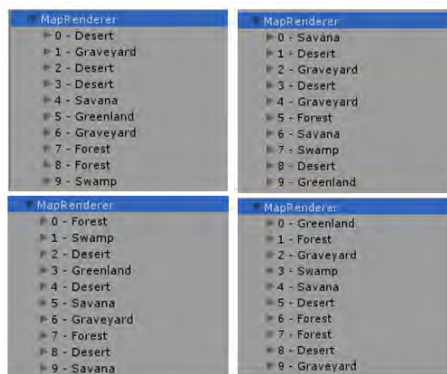 MapRenderer
0 - Desert
1 - Graveyard
2 - Desert
3 - Desert
4 - Savana
5 - Greenland
6 - Graveyard
7 - Forest
8 - Forest
9 - Swamp
MapRenderer
0 - Savana
1 - Desert
2 - Graveyard
3 - Desert
4 - Graveyard
5 - Forest
6 - Savana
7 - Swamp
8 - Desert
9 - Greenland
MapRenderer
0 - Forest
1 - Swamp
2 - Desert
3 - Greenland
4 - Desert
5 - Savana
6 - Graveyard
7 - Forest
8 - Desert
9 - Savana
MapRenderer
0 - Greenland
1 - Forest
2 - Graveyard
3 - Swamp
4 - Savana
5 - Desert
6 - Forest
7 - Forest
8 - Desert
9 - Graveyard